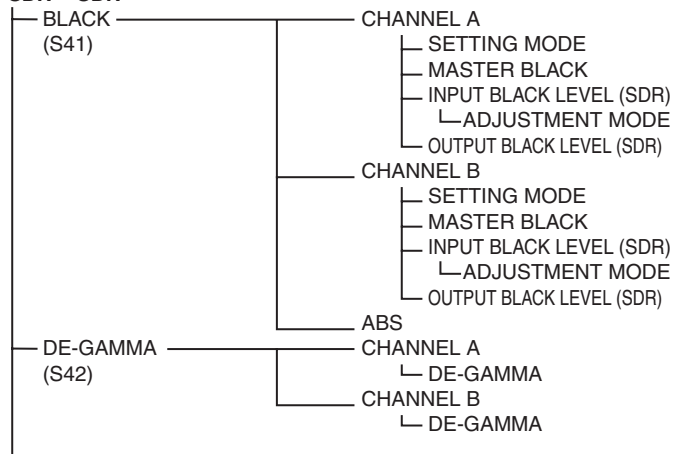 BLACK CHANNEL A
(S41) SETTING MODE
MASTER BLACK
INPUT BLACK LEVEL (SDR)
ADJUSTMENT MODE
OUTPUT BLACK LEVEL (SDR)
CHANNEL B
SETTING MODE
MASTER BLACK
INPUT BLACK LEVEL (SDR)
ADJUSTMENT MODE
OUTPUT BLACK LEVEL (SDR)
ABS
DE-GAMMA CHANNEL A
(S42) DE-GAMMA
CHANNEL B
DE-GAMMA